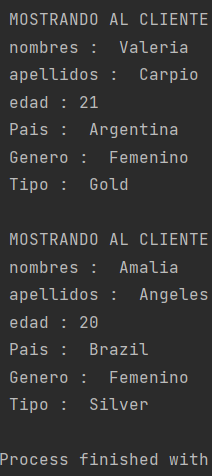 MOSTRANDO AL CLIENTE
nombres :  Valeria
apellidos :  Carpio
edad : 21
Pais :  Argentina
Genero :  Femenino
Tipo :  Gold
MOSTRANDO AL CLIENTE
nombres :  Amalia
apellidos :  Angeles
edad : 20
Pais :  Brazil
Genero :  Femenino
Tipo :  Silver
Process finished with